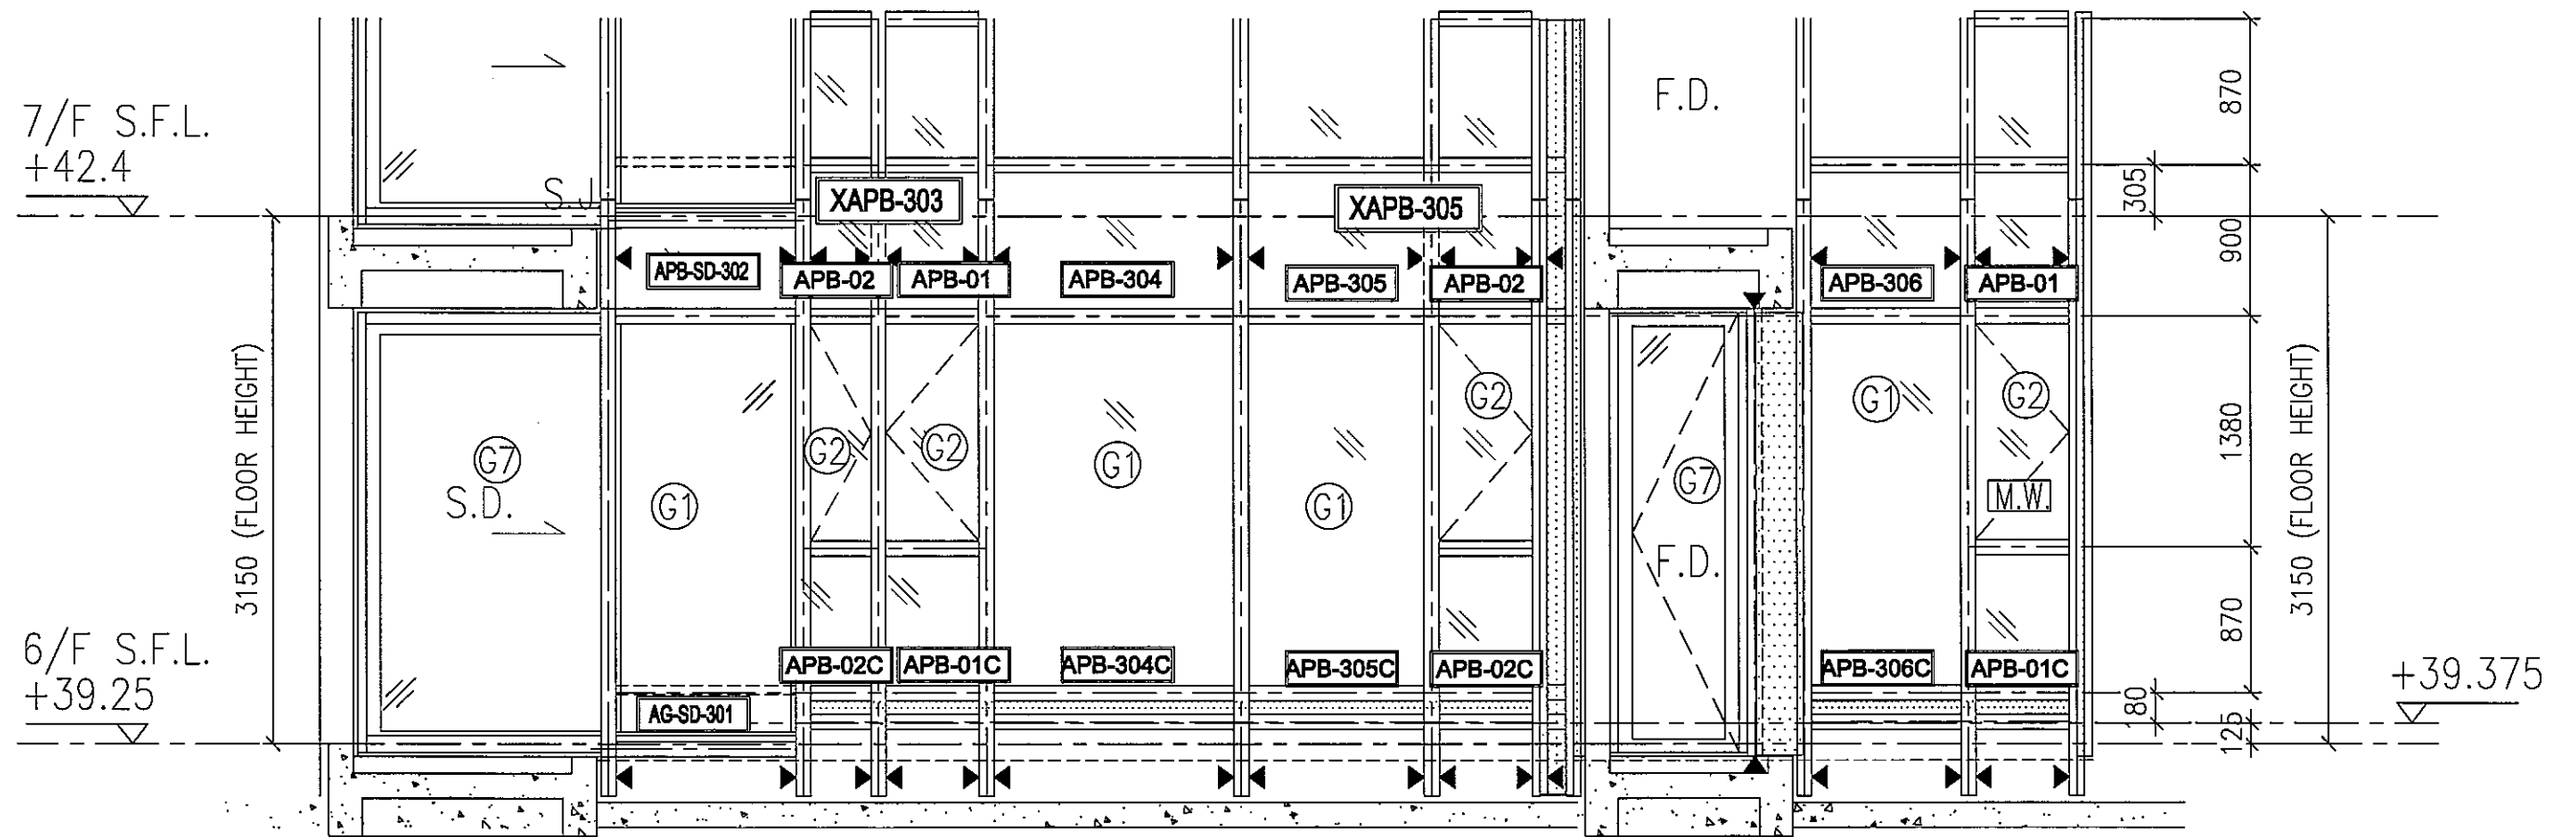 F.D.
7/F S.F.L.
+42.4
870
S.J
305
XAPB-303
XAPB-305
900
APB-SD-302
APB-02
APB-01
APB-304
APB-305
APB-02
APB-306
APB-01
3150 (FLOOR HEIGHT)
G7
S.D.
G1
G2
G2
G1
G1
G2
G7
F.D.
G1
G2
M.W.
1380
3150 (FLOOR HEIGHT)
870
6/F S.F.L.
+39.25
APB-02C
APB-01C
APB-304C
APB-305C
APB-02C
APB-306C
APB-01C
+39.375
AG-SD-301
180
125